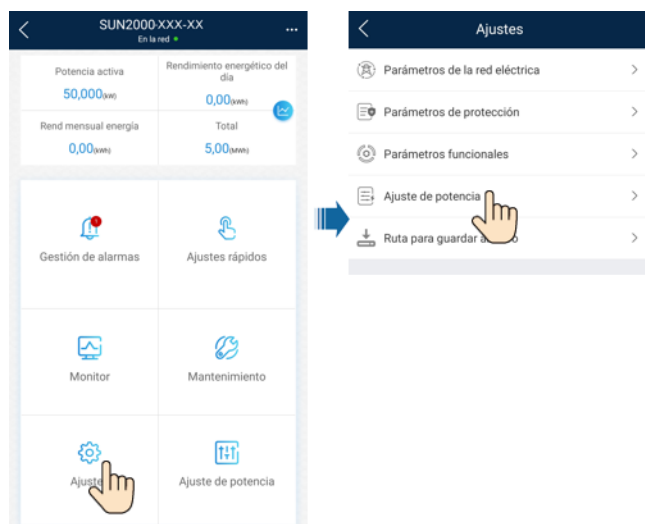 SUN2000-XXX-XX
En la red
Potencia activa
50,000(kW)
Rendimiento energético del
día
0,00(kWh)
Rend mensual energía
0,00(kWh)
Total
5,00(MWh)
Gestión de alarmas
Ajustes rápidos
Monitor
Mantenimiento
Ajuste
Ajuste de potencia
Ajustes
Parámetros de la red eléctrica
Parámetros de protección
Parámetros funcionales
Ajuste de potencia
Ruta para guardar